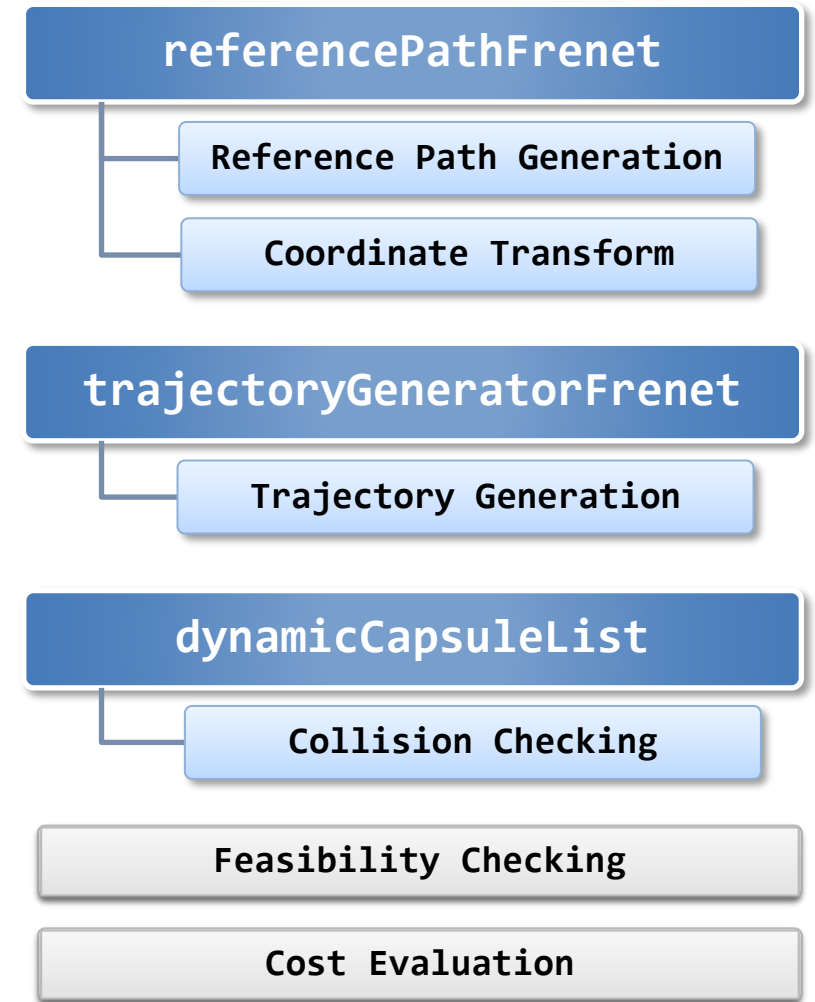 referencePathFrenet
Reference Path Generation
Coordinate Transform
trajectoryGeneratorFrenet
Trajectory Generation
dynamicCapsuleList
Collision Checking
Feasibility Checking
Cost Evaluation